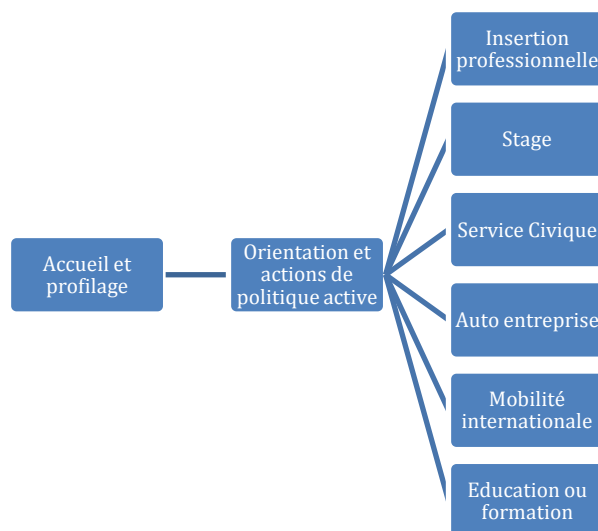 Accueil et
profilage
Orientation et
actions de
politique active
Insertion
professionnelle
Stage
Service Civique
Auto entreprise
Mobilité
internationale
Education ou
formation